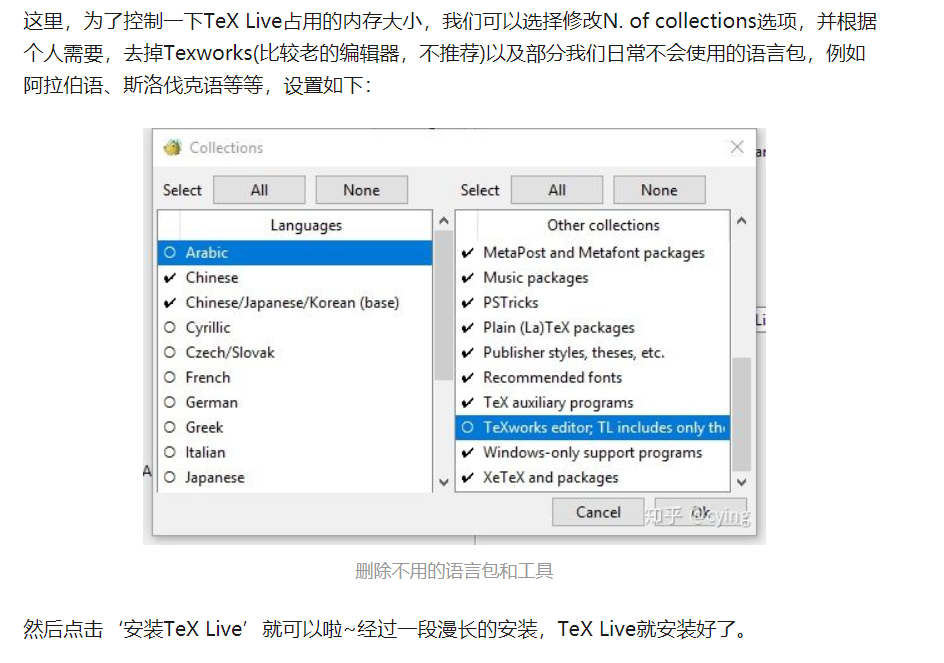 这里，为了控制一下TeX Live占用的内存大小，我们可以选择修改N. of collections选项，并根据
个人需要，去掉Texworks(比较老的编辑器，不推荐)以及部分我们日常不会使用的语言包，例如
阿拉伯语、斯洛伐克语等等，设置如下：
Collections
Select All None
Select All None
Languages
Arabic
Chinese
Chinese/Japanese/Korean (base)
Cyrillic
Czech/Slovak
French
German
Greek
Italian
Japanese
Other collections
MetaPost and Metafont packages
Music packages
PSTricks
Plain (La)TeX packages
Publisher styles, theses, etc.
Recommended fonts
TeX auxiliary programs
TeXworks editor; TL includes only the
Windows-only support programs
XeTeX and packages
Cancel Ok
知乎 @cying
删除不用的语言包和工具
然后点击‘安装TeX Live’就可以啦~经过一段漫长的安装，TeX Live就安装好了。